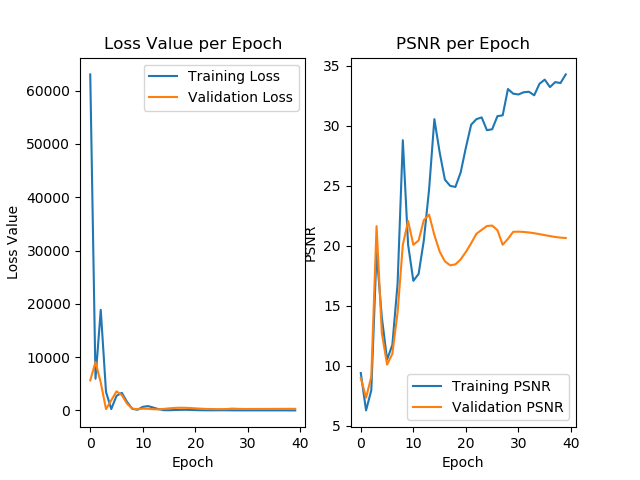 Loss Value per Epoch
Loss Value
60000
50000
40000
30000
20000
10000
0
Training Loss
Validation Loss
0
10
20
30
40
Epoch
PSNR per Epoch
PSNR
35
30
25
20
15
10
5
Training PSNR
Validation PSNR
0
10
20
30
40
Epoch